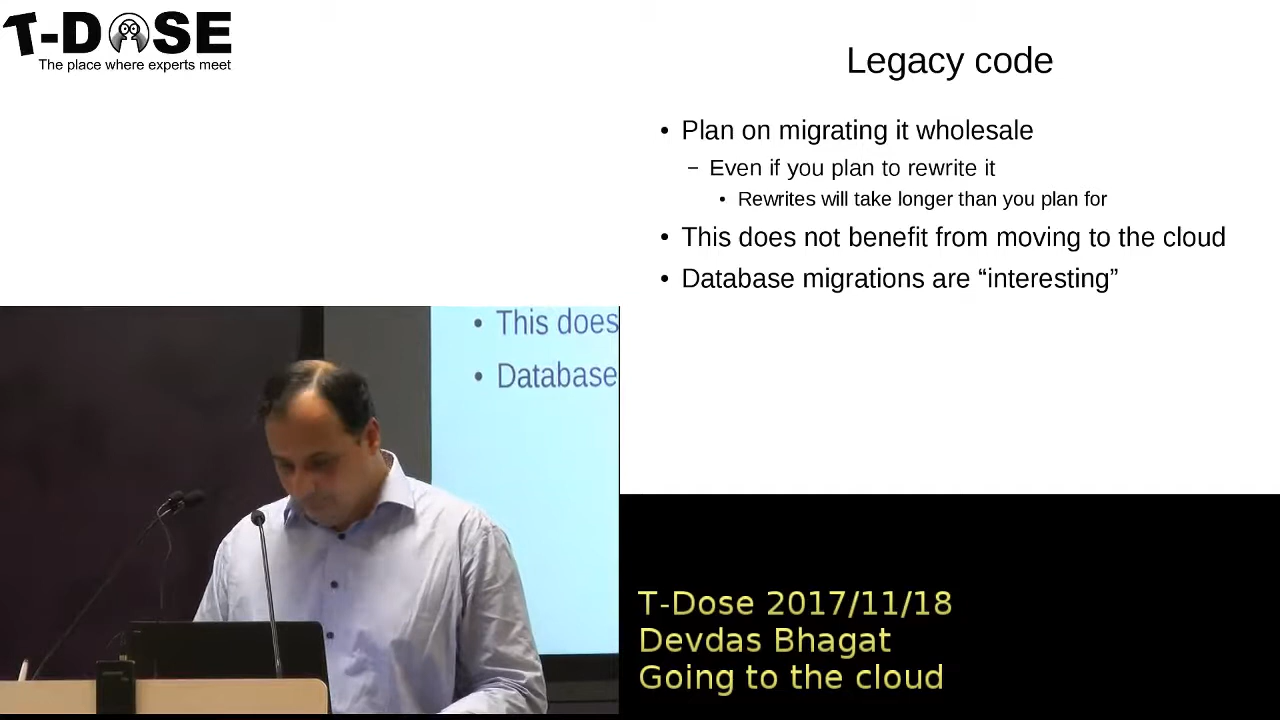 T-DOSE
The place where experts meet
Legacy code
• Plan on migrating it wholesale
– Even if you plan to rewrite it
• Rewrites will take longer than you plan for
• This does not benefit from moving to the cloud
• Database migrations are “interesting”
• This does
• Database
T-Dose 2017/11/18
Devdas Bhagat
Going to the cloud